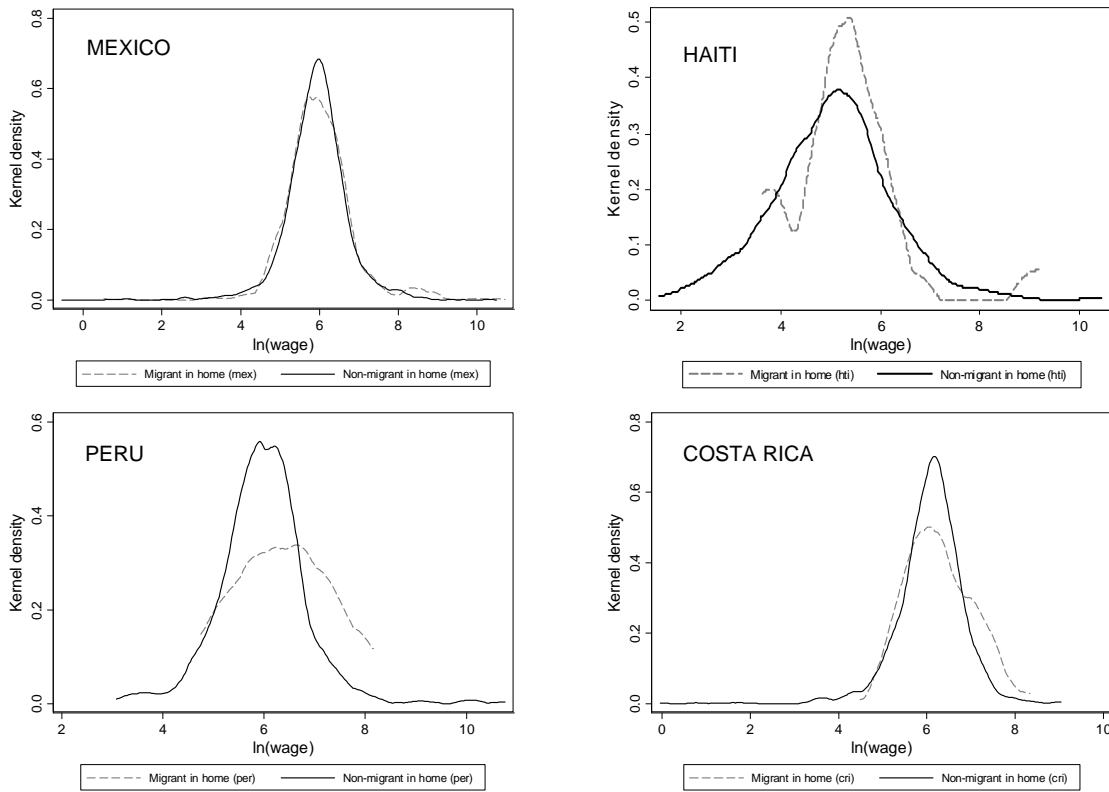 MEXICO
Kernel density
0.8
0.6
0.4
0.2
0.0
0 2 4 6 8 10
ln(wage)
Migrant in home (mex) Non-migrant in home (mex)
HAITI
Kernel density
0.5
0.4
0.3
0.2
0.1
0.0
2 4 6 8 10
ln(wage)
Migrant in home (hti) Non-migrant in home (hti)
PERU
Kernel density
0.6
0.4
0.2
0.0
2 4 6 8 10
ln(wage)
Migrant in home (per) Non-migrant in home (per)
COSTA RICA
Kernel density
0.8
0.6
0.4
0.2
0.0
0 2 4 6 8 10
ln(wage)
Migrant in home (cri) Non-migrant in home (cri)